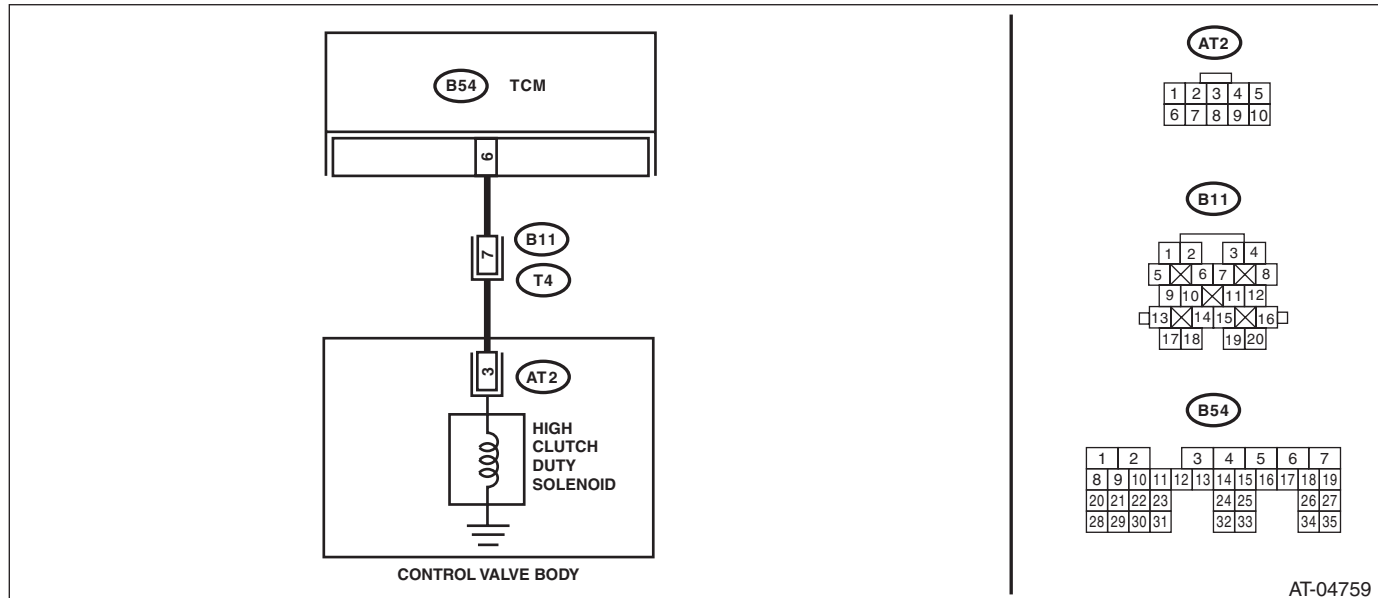 B54 TCM
6
7
B11
T4
3
AT2
HIGH
CLUTCH
DUTY
SOLENOID
CONTROL VALVE BODY
AT2
1 2 3 4 5
6 7 8 9 10
B11
1 2 3 4
5 6 7 8
9 10 11 12
13 14 15 16
17 18 19 20
B54
1 2 3 4 5 6 7
8 9 10 11 12 13 14 15 16 17 18 19
20 21 22 23 24 25 26 27
28 29 30 31 32 33 34 35
AT-04759